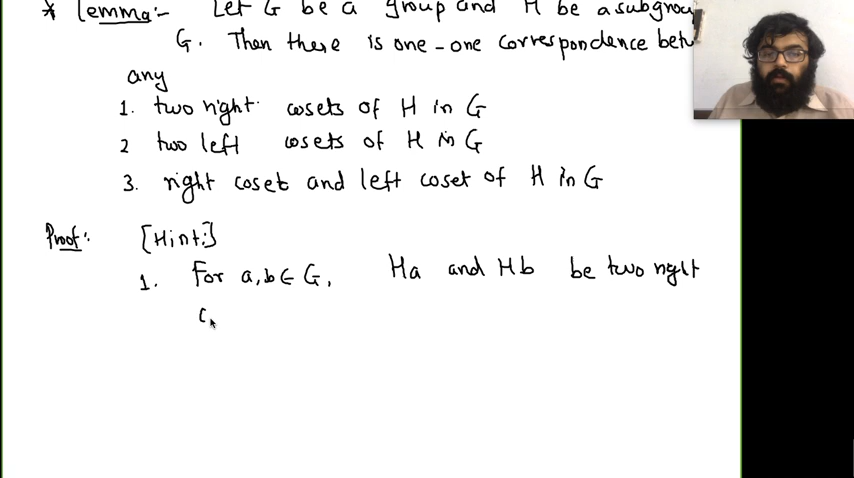 * Lemma:- Let G be a group and H be a subgrou
G. Then there is one-one correspondence betw
any
1. two right cosets of H in G
2 two left cosets of H in G
3. right coset and left coset of H in G
Proof: [Hint:]
1. For a, b ∈ G, Ha and Hb be two right
c